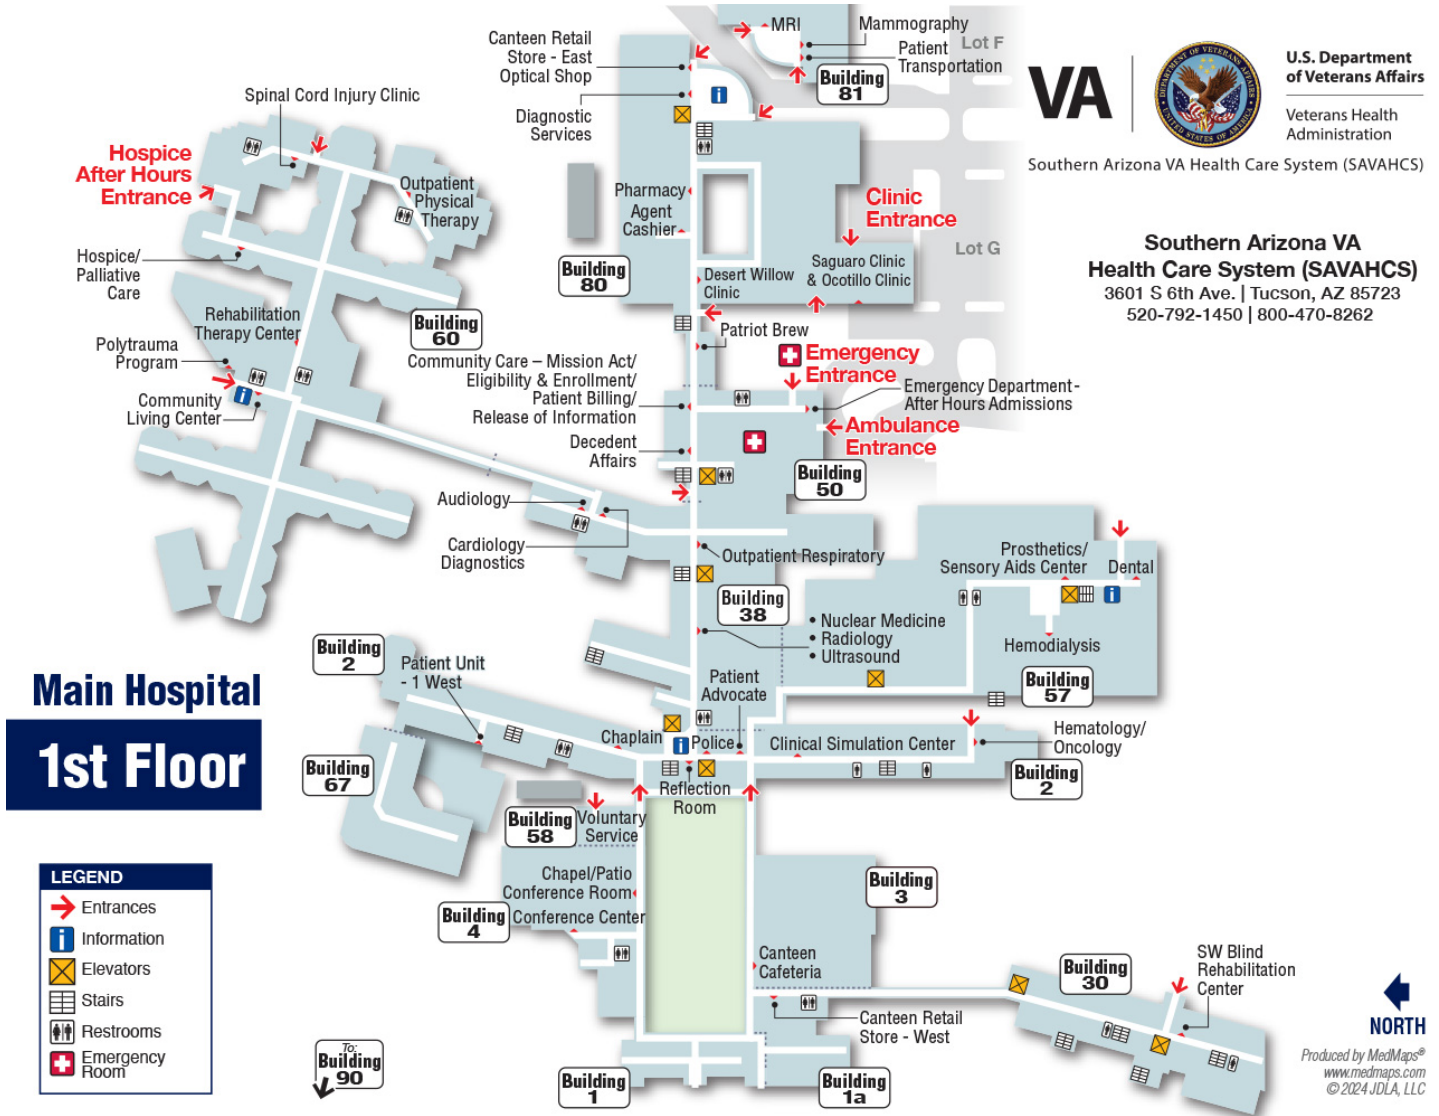 MRI
Mammography
Patient
Transportation
Lot F
Building
81
Canteen Retail
Store - East
Optical Shop
Diagnostic
Services
VA
DEPARTMENT OF VETERANS AFFAIRS
UNITED STATES OF AMERICA
U.S. Department
of Veterans Affairs
Veterans Health
Administration
Southern Arizona VA Health Care System (SAVAHCS)
Southern Arizona VA
Health Care System (SAVAHCS)
3601 S 6th Ave. | Tucson, AZ 85723
520-792-1450 | 800-470-8262
Spinal Cord Injury Clinic
Hospice
After Hours
Entrance
Outpatient
Physical
Therapy
Hospice/
Palliative
Care
Rehabilitation
Therapy Center
Polytrauma
Program
Community
Living Center
Building
60
Pharmacy
Agent
Cashier
Building
80
Clinic
Entrance
Lot G
Desert Willow
Clinic
Saguaro Clinic
& Ocotillo Clinic
Patriot Brew
Community Care – Mission Act/
Eligibility & Enrollment/
Patient Billing/
Release of Information
Decedent
Affairs
Emergency
Entrance
Emergency Department-
After Hours Admissions
Ambulance
Entrance
Building
50
Audiology
Cardiology
Diagnostics
Outpatient Respiratory
Building
38
• Nuclear Medicine
• Radiology
• Ultrasound
Prosthetics/
Sensory Aids Center
Dental
Hemodialysis
Building
57
Building
2
Patient Unit
- 1 West
Patient
Advocate
Chaplain
Police
Clinical Simulation Center
Hematology/
Oncology
Building
2
Reflection
Room
Building
67
Building
58
Voluntary
Service
Chapel/Patio
Conference Room
Building
4
Conference Center
Building
3
Canteen
Cafeteria
Canteen Retail
Store - West
Building
30
SW Blind
Rehabilitation
Center
Building
1
Building
1a
To:
Building
90
Main Hospital
1st Floor
LEGEND
Entrances
Information
Elevators
Stairs
Restrooms
Emergency
Room
NORTH
Produced by MedMaps®
www.medmaps.com
© 2024 JDLA, LLC